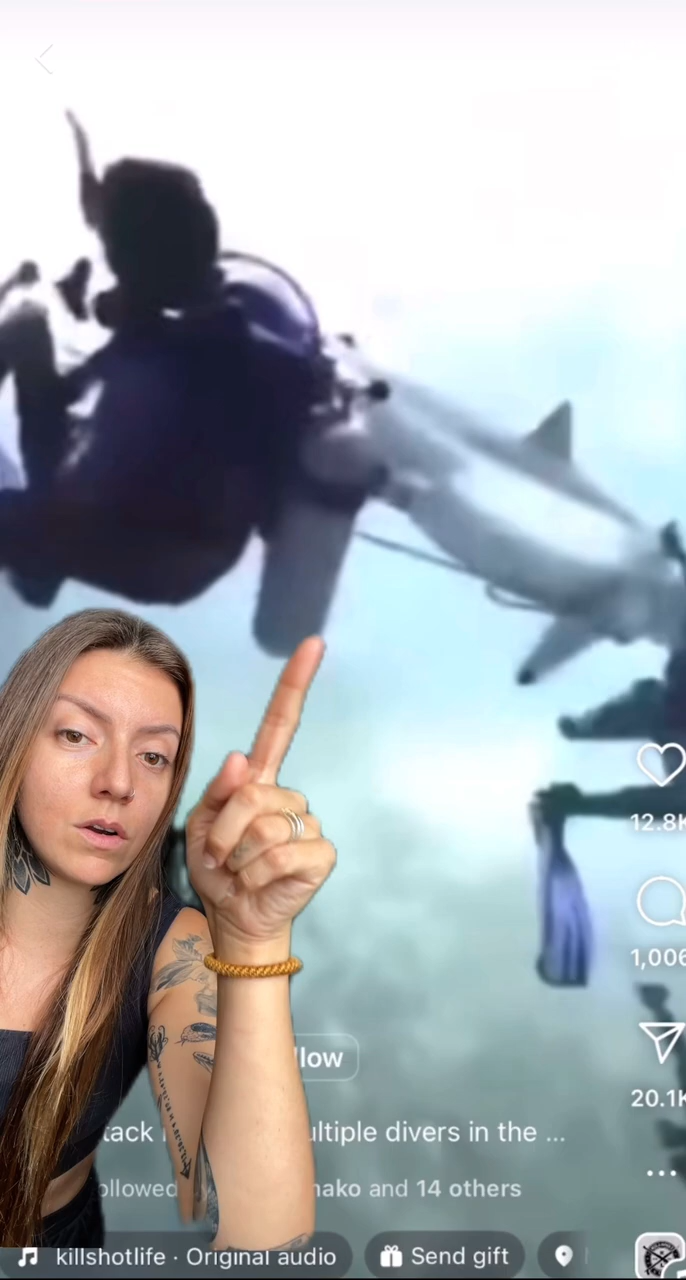 12.8K
1,006
llow
20.1K
tack ultiple divers in the ...
ollowed nako and 14 others
killshotlife · Original audio
Send gift